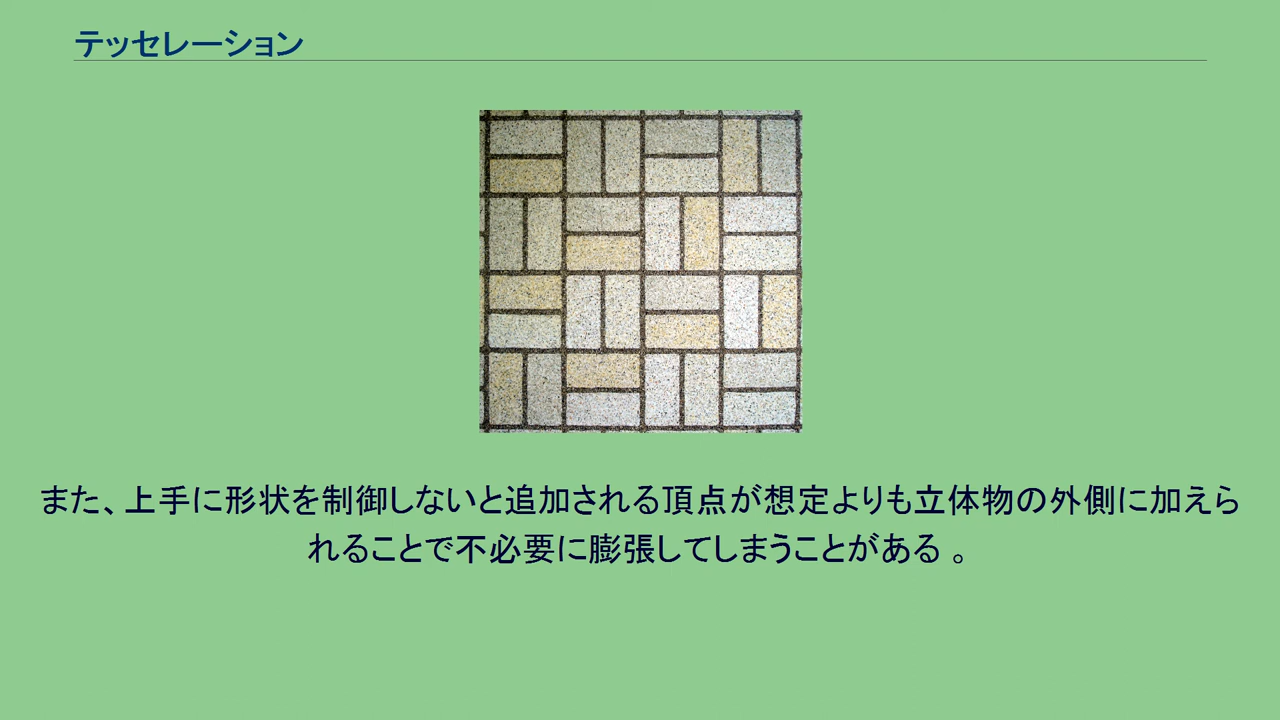 テッセレーション
また、上手に形状を制御しないと追加される頂点が想定よりも立体物の外側に加えら
れることで不必要に膨張してしまうことがある 。